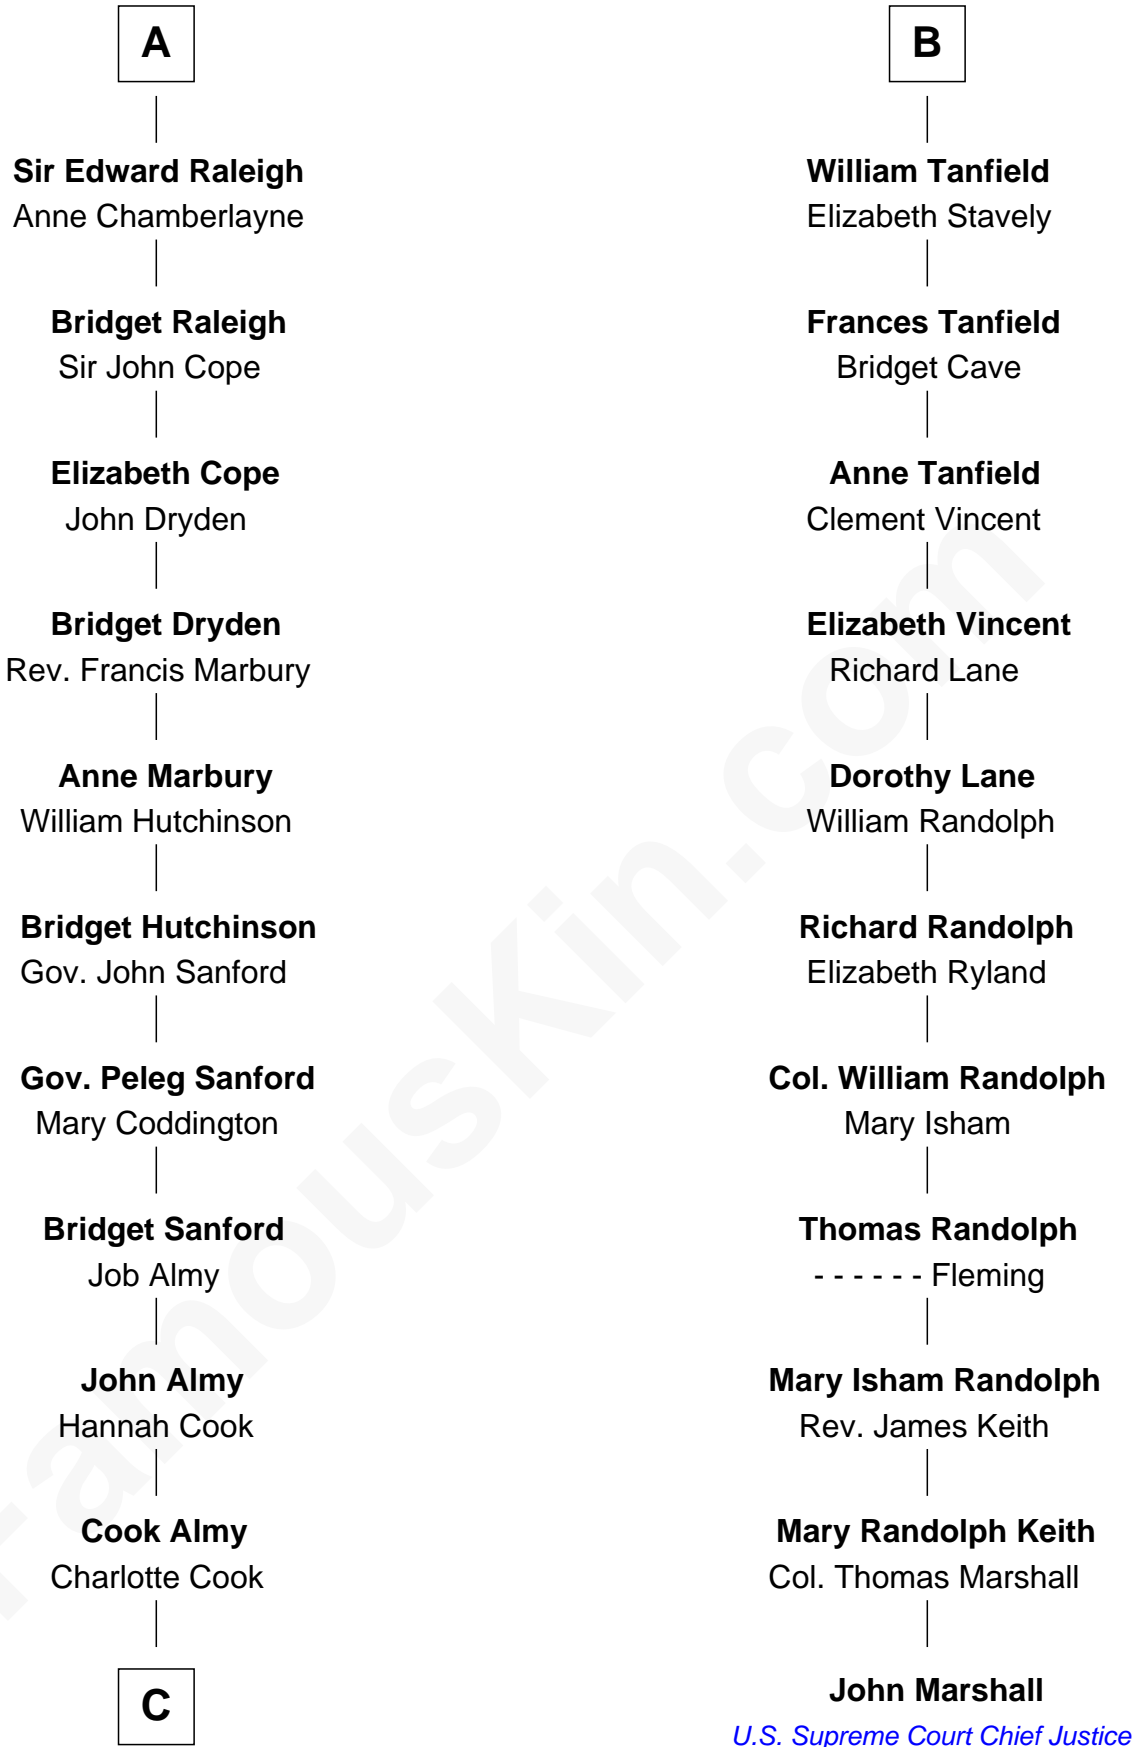 A
Sir Edward Raleigh
Anne Chamberlayne
Bridget Raleigh
Sir John Cope
Elizabeth Cope
John Dryden
Bridget Dryden
Rev. Francis Marbury
Anne Marbury
William Hutchinson
Bridget Hutchinson
Gov. John Sanford
Gov. Peleg Sanford
Mary Coddington
Bridget Sanford
Job Almy
John Almy
Hannah Cook
Cook Almy
Charlotte Cook
C
B
William Tanfield
Elizabeth Stavely
Frances Tanfield
Bridget Cave
Anne Tanfield
Clement Vincent
Elizabeth Vincent
Richard Lane
Dorothy Lane
William Randolph
Richard Randolph
Elizabeth Ryland
Col. William Randolph
Mary Isham
Thomas Randolph
- - - - - - Fleming
Mary Isham Randolph
Rev. James Keith
Mary Randolph Keith
Col. Thomas Marshall
John Marshall
U.S. Supreme Court Chief Justice
FamousKin.com